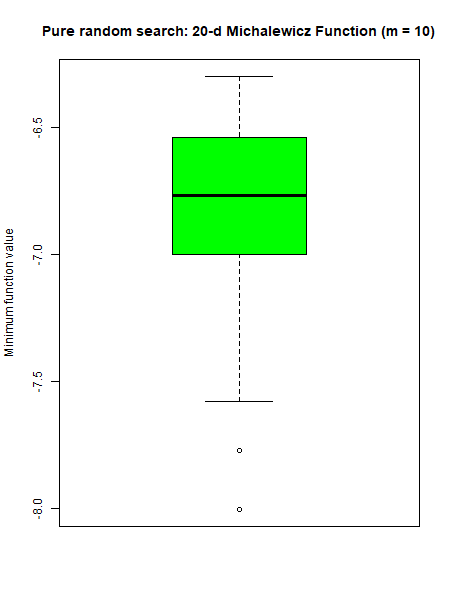 Pure random search: 20-d Michalewicz Function (m = 10)
Minimum function value
-6.5
-7.0
-7.5
-8.0